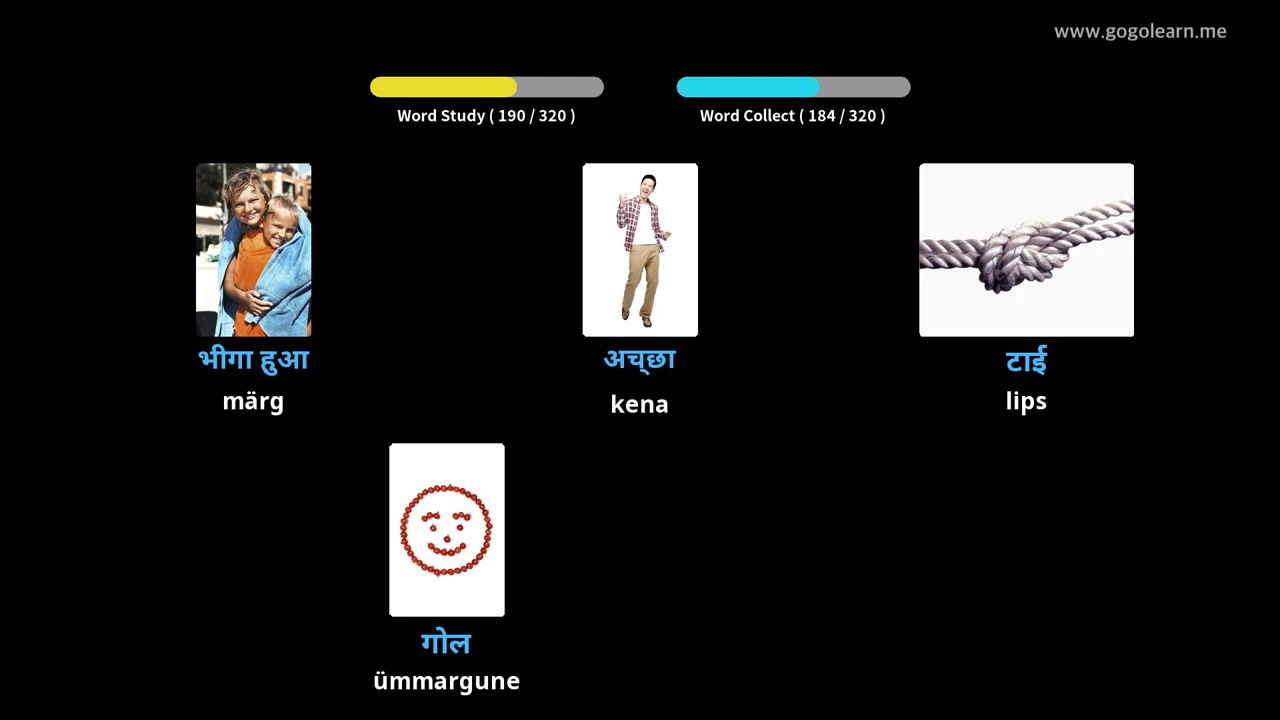 www.gogolearn.me
Word Study ( 190 / 320 )
Word Collect ( 184 / 320 )
भीगा हुआ
अच्छा
टाई
märg
kena
lips
गोल
ümmargune